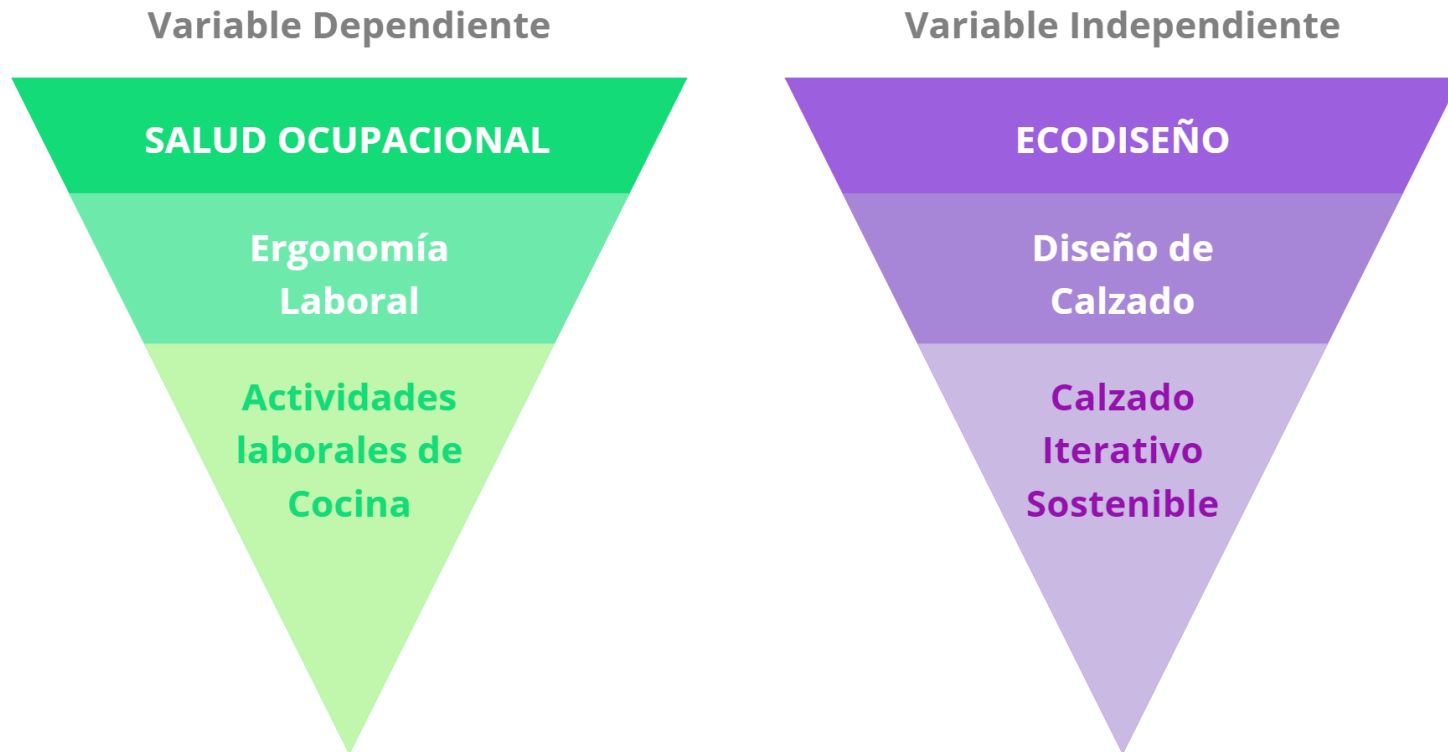 Variable Dependiente
SALUD OCUPACIONAL
Ergonomía
Laboral
Actividades
laborales de
Cocina
Variable Independiente
ECODISEÑO
Diseño de
Calzado
Calzado
Iterativo
Sostenible